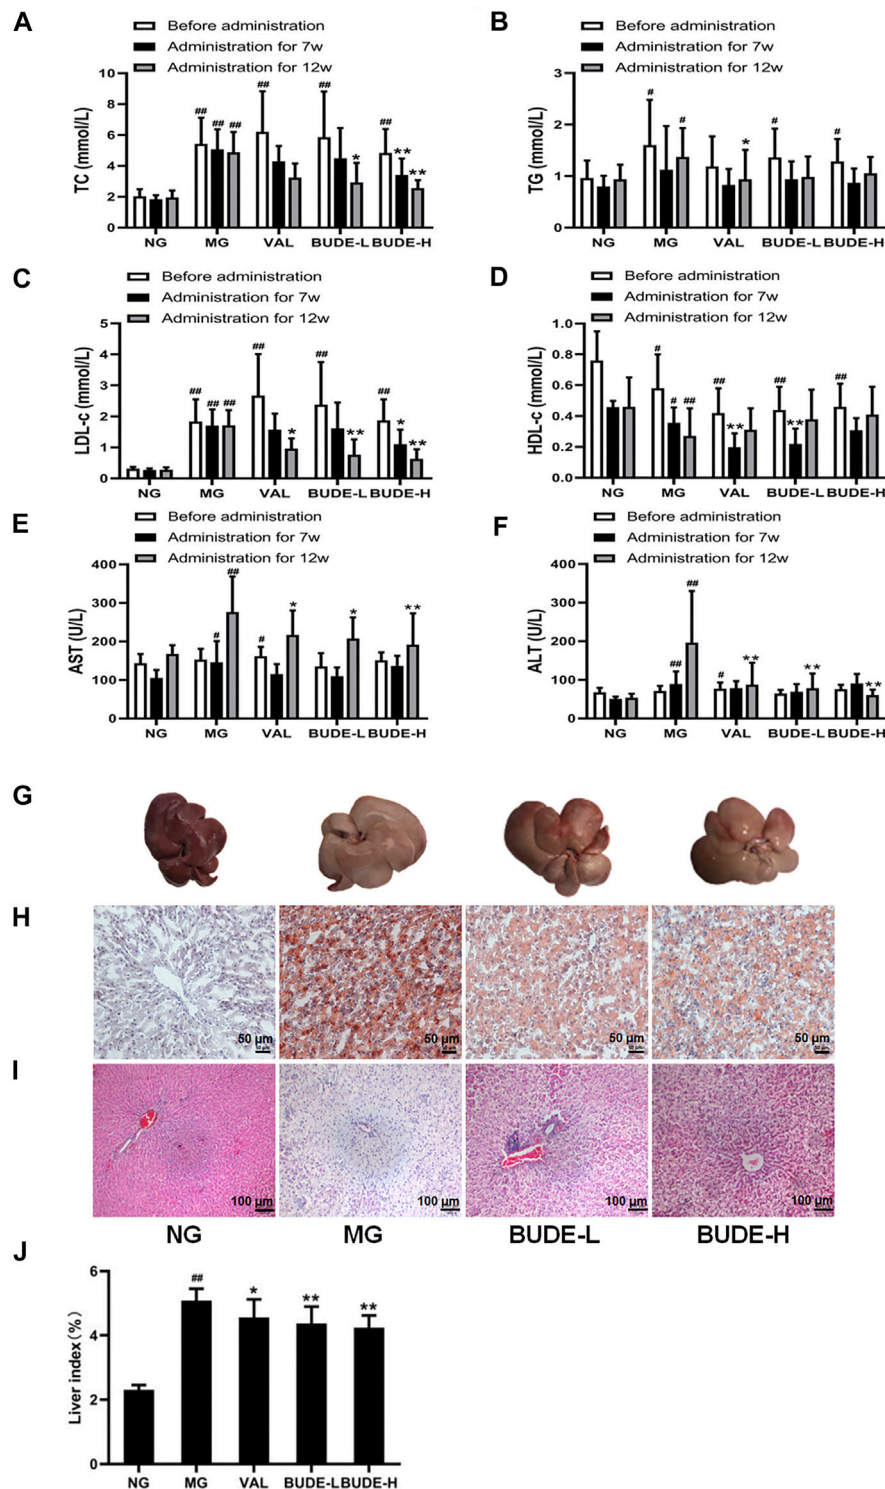 A
Before administration
Administration for 7w
Administration for 12w
TC (mmol/L)
10
8
6
4
2
0
## ## ## ## ## ## * ** **
NG MG VAL BUDE-L BUDE-H
B
Before administration
Administration for 7w
Administration for 12w
TG (mmol/L)
3
2
1
0
# # * # #
NG MG VAL BUDE-L BUDE-H
C
Before administration
Administration for 7w
Administration for 12w
LDL-c (mmol/L)
5
4
3
2
1
0
## ## ## ## * ## ** ## * **
NG MG VAL BUDE-L BUDE-H
D
Before administration
Administration for 7w
Administration for 12w
HDL-c (mmol/L)
1.0
0.8
0.6
0.4
0.2
0.0
# # ## ## ** ## ** ##
NG MG VAL BUDE-L BUDE-H
E
Before administration
Administration for 7w
Administration for 12w
AST (U/L)
400
300
200
100
0
# ## # * * **
NG MG VAL BUDE-L BUDE-H
F
Before administration
Administration for 7w
Administration for 12w
ALT (U/L)
400
300
200
100
0
## ## # ** ** **
NG MG VAL BUDE-L BUDE-H
G
H
50 μm 50 μm 50 μm 50 μm
I
100 μm 100 μm 100 μm 100 μm
NG MG BUDE-L BUDE-H
J
Liver index(%)
6
4
2
0
## * ** **
NG MG VAL BUDE-L BUDE-H